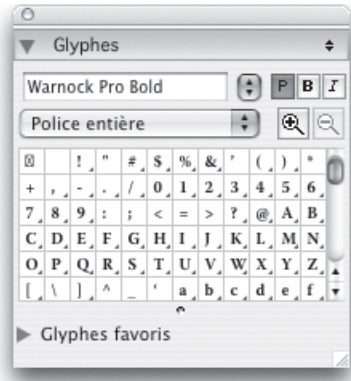 Glyphes
Warnock Pro Bold P B I
Police entière
! " # $ % & ' ( ) *
+ , - . / 0 1 2 3 4 5 6
7 8 9 : ; < = > ? @ A B
C D E F G H I J K L M N
O P Q R S T U V W X Y Z
[ \ ] ^ _ ‘ a b c d e f
Glyphes favoris